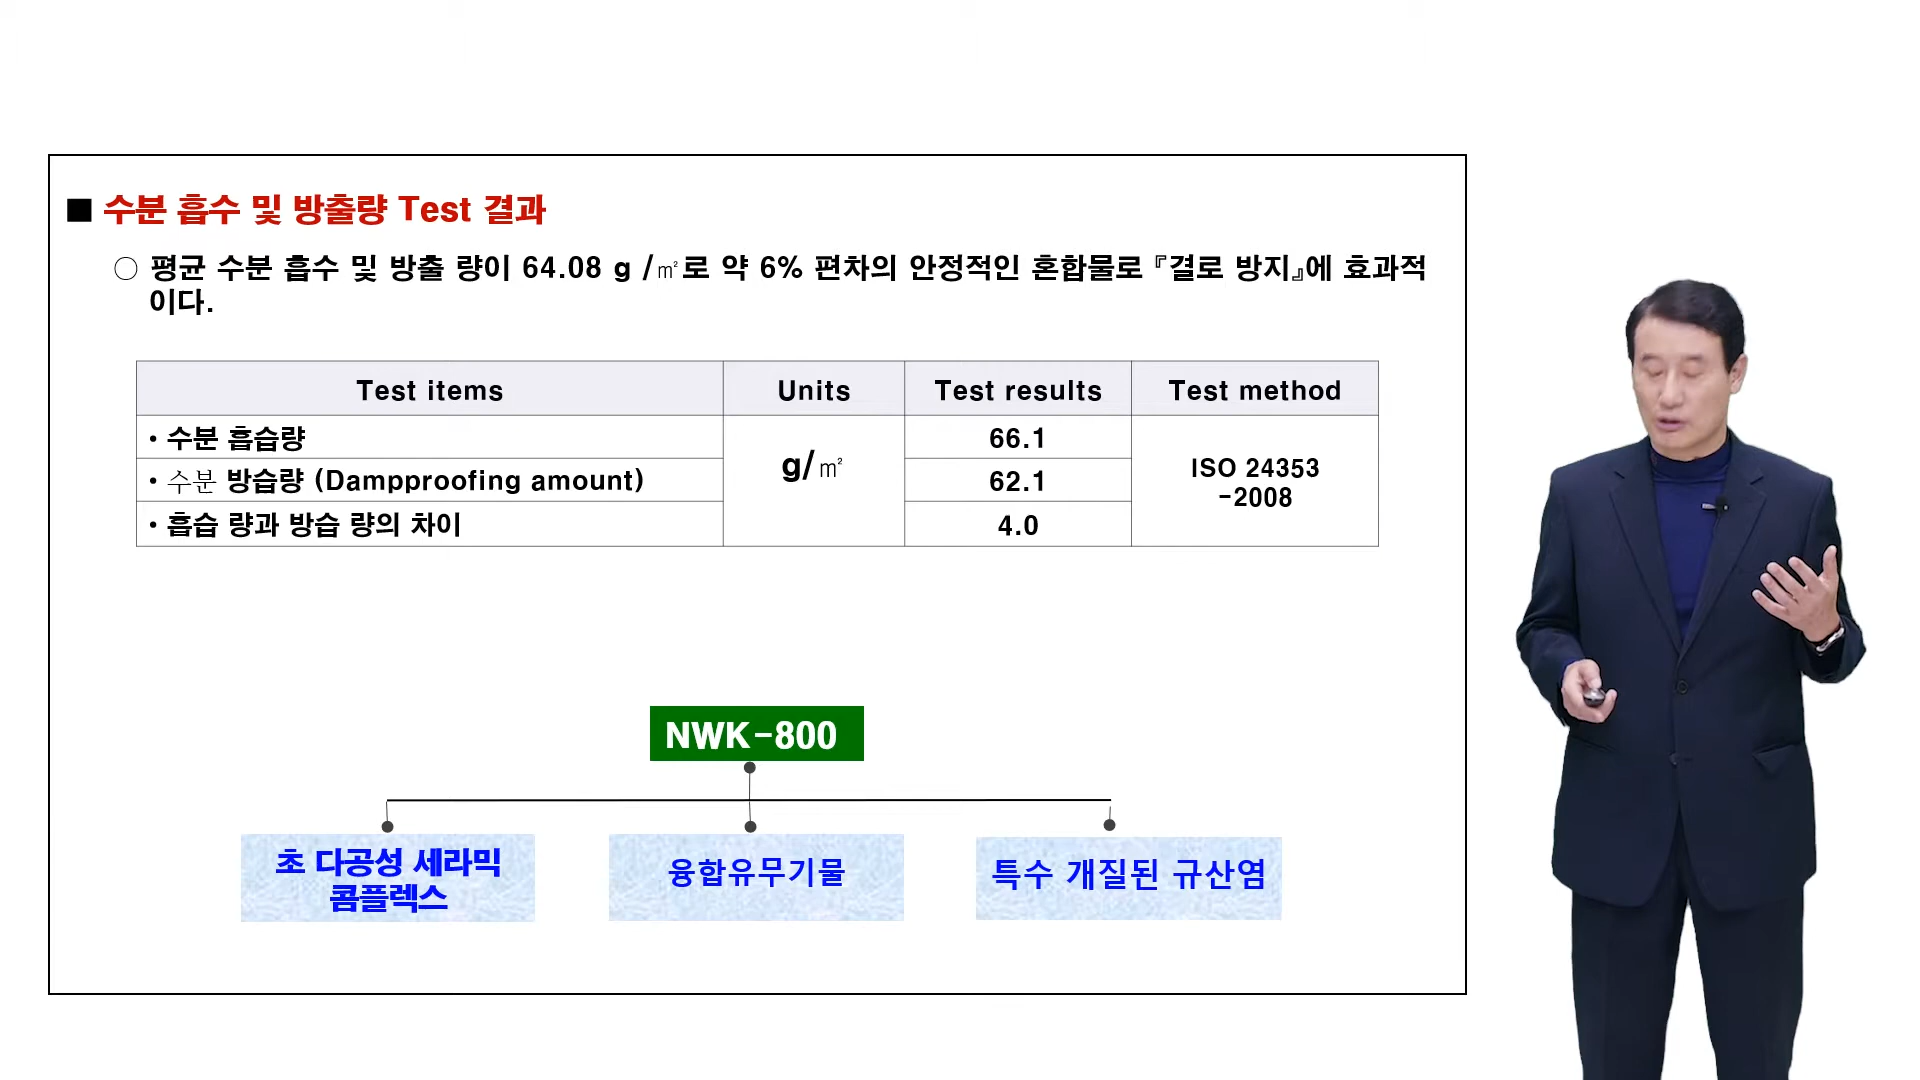 ■ 수분 흡수 및 방출량 Test 결과
○ 평균 수분 흡수 및 방출 량이 64.08 g /㎡로 약 6% 편차의 안정적인 혼합물로『결로 방지』에 효과적
이다.
Test items Units Test results Test method
• 수분 흡습량 66.1
• 수분 방습량 (Dampproofing amount) g/㎡ 62.1 ISO 24353
-2008
• 흡습 량과 방습 량의 차이 4.0
NWK-800
초 다공성 세라믹
콤플렉스
융합유무기물
특수 개질된 규산염